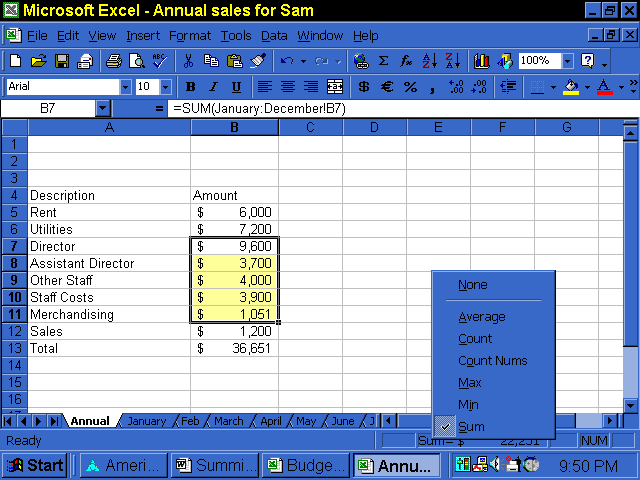 Microsoft Excel - Annual sales for Sam
File Edit View Insert Format Tools Data Window Help
100%
Arial 10 B I U $ € % , +.0 .00 .00 +.0
B7 = =SUM(January:December!B7)
A B C D E F G
1
2
3
4 Description Amount
5 Rent $ 6,000
6 Utilities $ 7,200
7 Director $ 9,600
8 Assistant Director $ 3,700
9 Other Staff $ 4,000
10 Staff Costs $ 3,900
11 Merchandising $ 1,051
12 Sales $ 1,200
13 Total $ 36,651
14
15
16
None
Average
Count
Count Nums
Max
Min
Sum
Annual January Feb March April May June J
Ready Sum= $ 22,251 NUM
Start Ameri... Summi... Budge... Annu... 9:50 PM